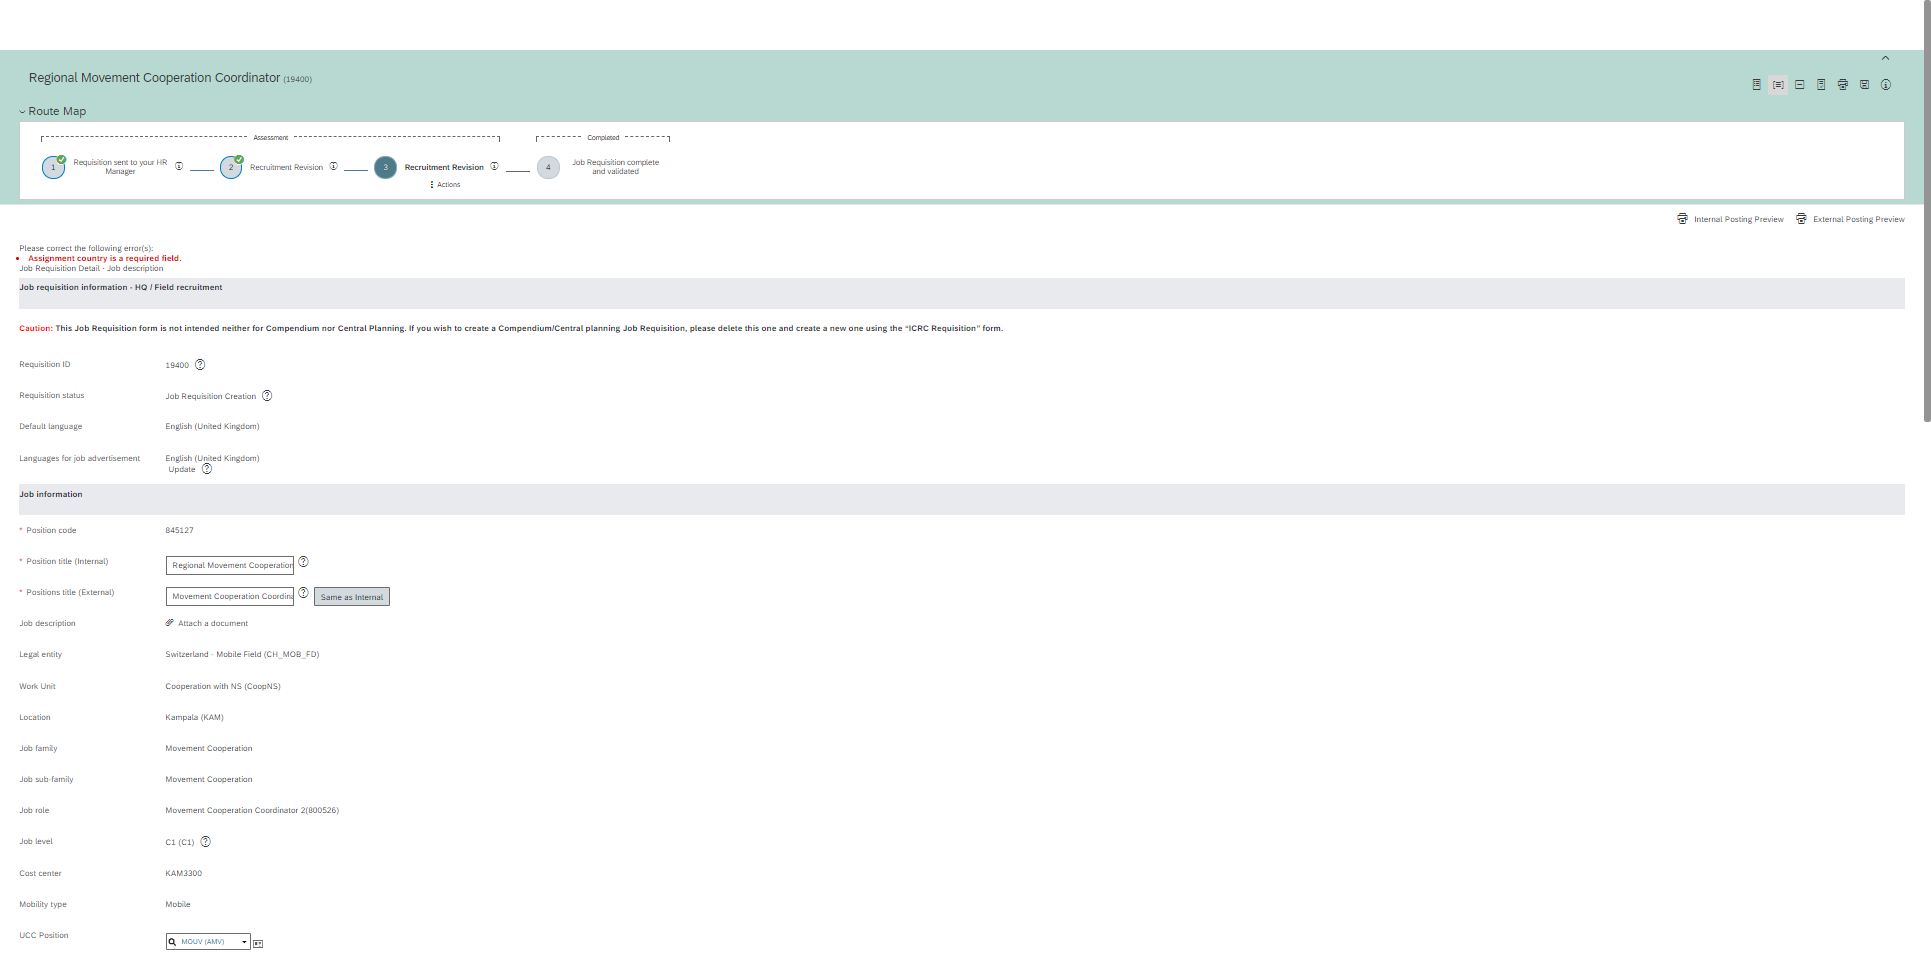 Regional Movement Cooperation Coordinator (19400)
Route Map
Assessment
Completed
1
Requisition sent to your HR
Manager
2
Recruitment Revision
3
Recruitment Revision
Actions
4
Job Requisition complete
and validated
Internal Posting Preview
External Posting Preview
Please correct the following error(s):
• Assignment country is a required field.
Job Requisition Detail - Job description
Job requisition information - HQ / Field recruitment
Caution: This Job Requisition form is not intended neither for Compendium nor Central Planning. If you wish to create a Compendium/Central planning Job Requisition, please delete this one and create a new one using the "ICRC Requisition" form.
Requisition ID 19400
Requisition status Job Requisition Creation
Default language English (United Kingdom)
Languages for job advertisement English (United Kingdom)
Update
Job information
* Position code 845127
* Position title (Internal) Regional Movement Cooperation
* Positions title (External) Movement Cooperation Coordina Same as Internal
Job description Attach a document
Legal entity Switzerland - Mobile Field (CH_MOB_FD)
Work Unit Cooperation with NS (CoopNS)
Location Kampala (KAM)
Job family Movement Cooperation
Job sub-family Movement Cooperation
Job role Movement Cooperation Coordinator 2(800526)
Job level C1 (C1)
Cost center KAM3300
Mobility type Mobile
UCC Position MOUV (AMV)